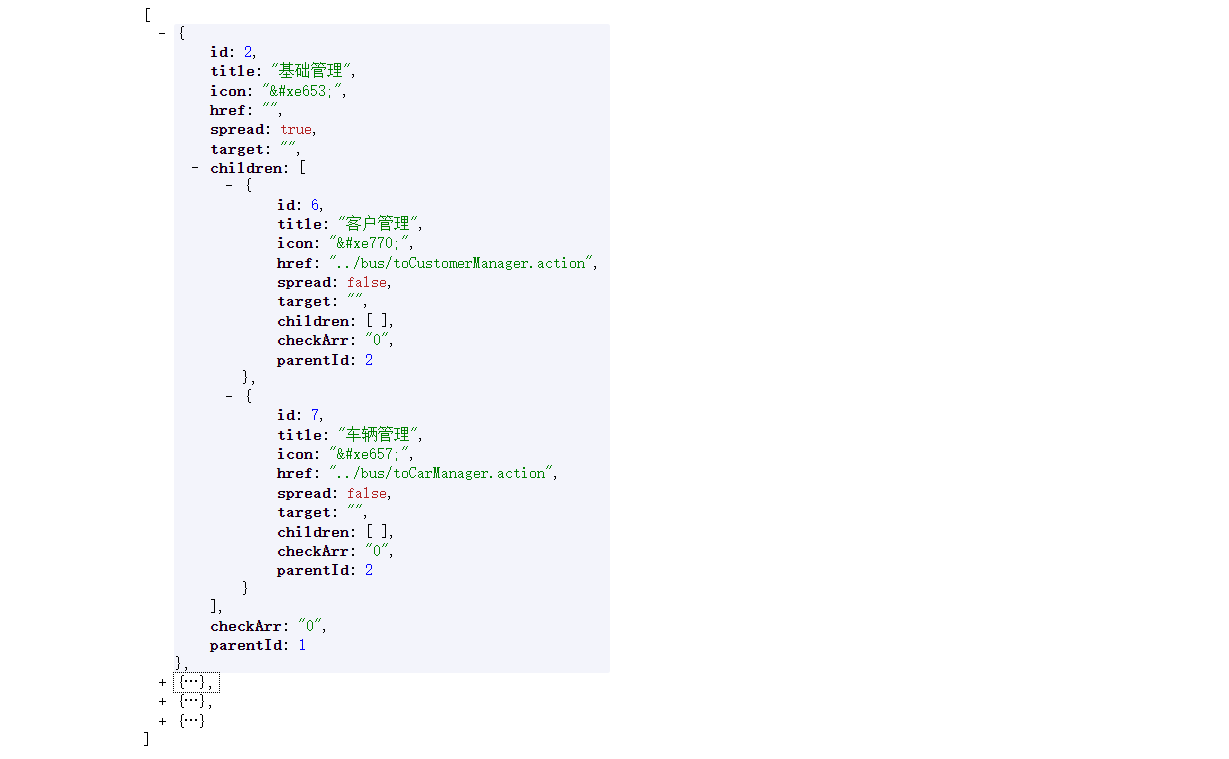 [
- {
id: 2,
title: "基础管理",
icon: "&#xe653;",
href: "",
spread: true,
target: "",
- children: [
- {
id: 6,
title: "客户管理",
icon: "&#xe770;",
href: "../bus/toCustomerManager.action",
spread: false,
target: "",
children: [ ],
checkArr: "0",
parentId: 2
},
- {
id: 7,
title: "车辆管理",
icon: "&#xe657;",
href: "../bus/toCarManager.action",
spread: false,
target: "",
children: [ ],
checkArr: "0",
parentId: 2
}
],
checkArr: "0",
parentId: 1
},
+ {…},
+ {…},
+ {…}
]